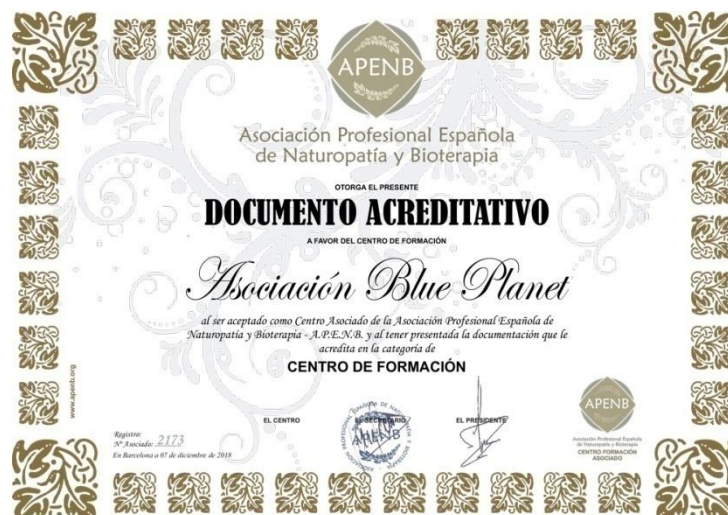 APENB
Asociación Profesional Española
de Naturopatía y Bioterapia
OTORGA EL PRESENTE
DOCUMENTO ACREDITATIVO
A FAVOR DEL CENTRO DE FORMACIÓN
Asociación Blue Planet
al ser aceptado como Centro Asociado de la Asociación Profesional Española de
Naturopatía y Bioterapia - A.P.E.N.B. y al tener presentada la documentación que le
acredita en la categoría de
CENTRO DE FORMACIÓN
www.apenb.org
EL CENTRO
EL SECRETARIO
EL PRESIDENTE
APENB
APENB
Asociación Profesional Española
de Naturopatía y Bioterapia
CENTRO FORMACIÓN
ASOCIADO
Registro:
Nº Asociado: 2173
En Barcelona a 07 de diciembre de 2018